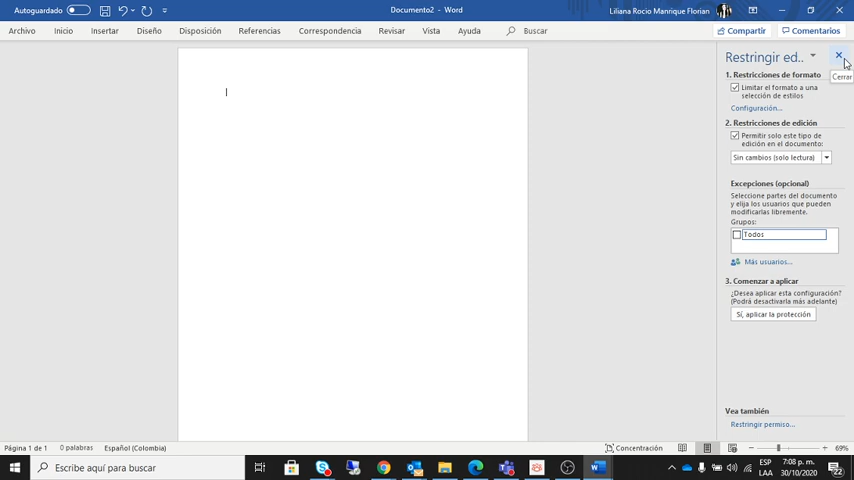 Autoguardado
Documento2 - Word
Liliana Rocio Manrique Florian
Archivo Inicio Insertar Diseño Disposición Referencias Correspondencia Revisar Vista Ayuda Buscar Compartir Comentarios
Restringir ed..
Cerrar
1. Restricciones de formato
Limitar el formato a una
selección de estilos
Configuración...
2. Restricciones de edición
Permitir solo este tipo de
edición en el documento:
Sin cambios (solo lectura)
Excepciones (opcional)
Seleccione partes del documento
y elija los usuarios que pueden
modificarlas libremente.
Grupos:
Todos
Más usuarios...
3. Comenzar a aplicar
¿Desea aplicar esta configuración?
(Podrá desactivarla más adelante)
Sí, aplicar la protección
Vea también
Restringir permiso...
Página 1 de 1 0 palabras Español (Colombia) Concentración 69%
Escribe aquí para buscar
ESP 7:08 p. m.
LAA 30/10/2020
22